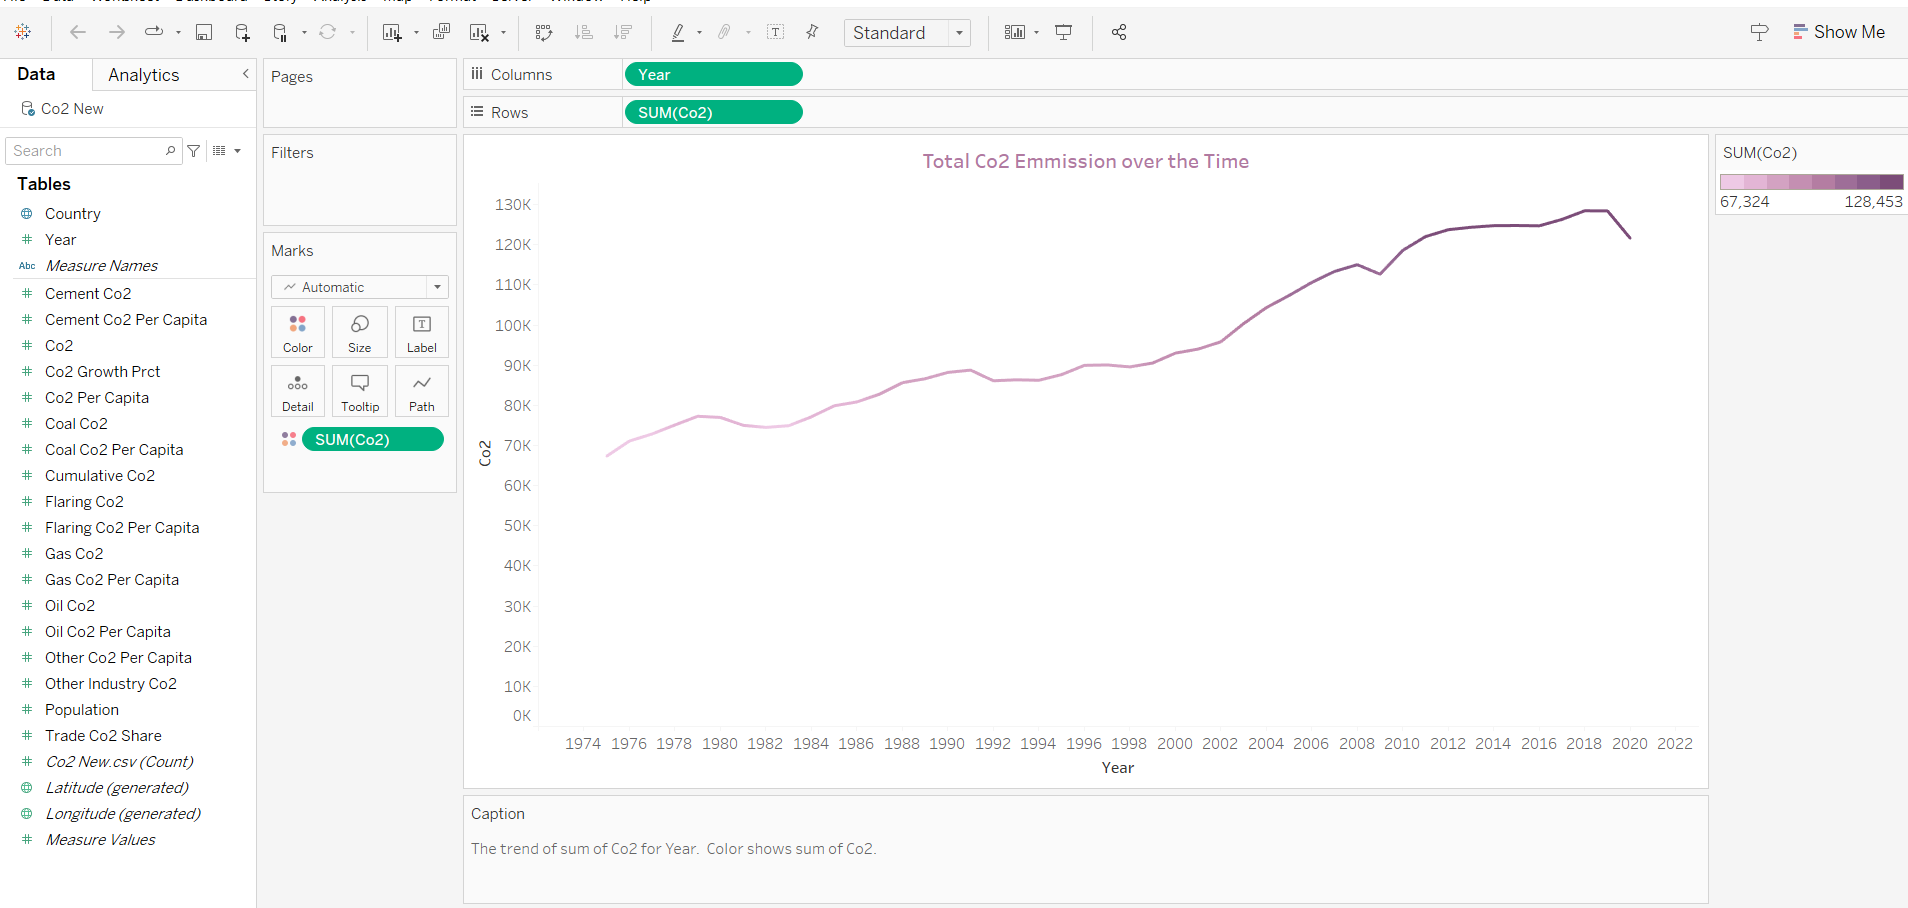 Standard
Show Me
Data
Analytics
Co2 New
Search
Tables
Country
Year
Abc Measure Names
Cement Co2
Cement Co2 Per Capita
Co2
Co2 Growth Prct
Co2 Per Capita
Coal Co2
Coal Co2 Per Capita
Cumulative Co2
Flaring Co2
Flaring Co2 Per Capita
Gas Co2
Gas Co2 Per Capita
Oil Co2
Oil Co2 Per Capita
Other Co2 Per Capita
Other Industry Co2
Population
Trade Co2 Share
Co2 New.csv (Count)
Latitude (generated)
Longitude (generated)
Measure Values
Pages
Filters
Marks
Automatic
Color Size Label
Detail Tooltip Path
SUM(Co2)
Columns Year
Rows SUM(Co2)
Total Co2 Emmission over the Time
130K
120K
110K
100K
90K
80K
70K
60K
50K
40K
30K
20K
10K
0K
Co2
1974 1976 1978 1980 1982 1984 1986 1988 1990 1992 1994 1996 1998 2000 2002 2004 2006 2008 2010 2012 2014 2016 2018 2020 2022
Year
Caption
The trend of sum of Co2 for Year. Color shows sum of Co2.
SUM(Co2)
67,324 128,453